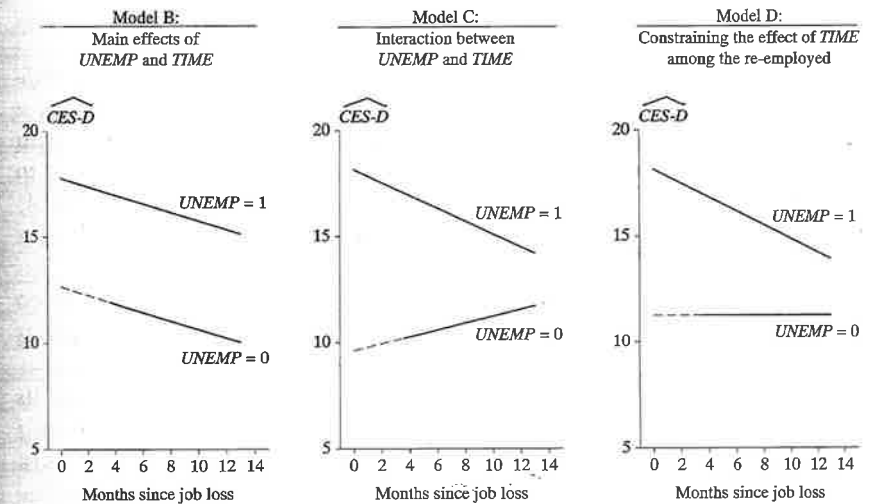 Model B:
Main effects of
UNEMP and TIME
CES-D
20
15
10
5
UNEMP = 1
UNEMP = 0
0 2 4 6 8 10 12 14
Months since job loss
Model C:
Interaction between
UNEMP and TIME
CES-D
20
15
10
5
UNEMP = 1
UNEMP = 0
0 2 4 6 8 10 12 14
Months since job loss
Model D:
Constraining the effect of TIME
among the re-employed
CES-D
20
15
10
5
UNEMP = 1
UNEMP = 0
0 2 4 6 8 10 12 14
Months since job loss